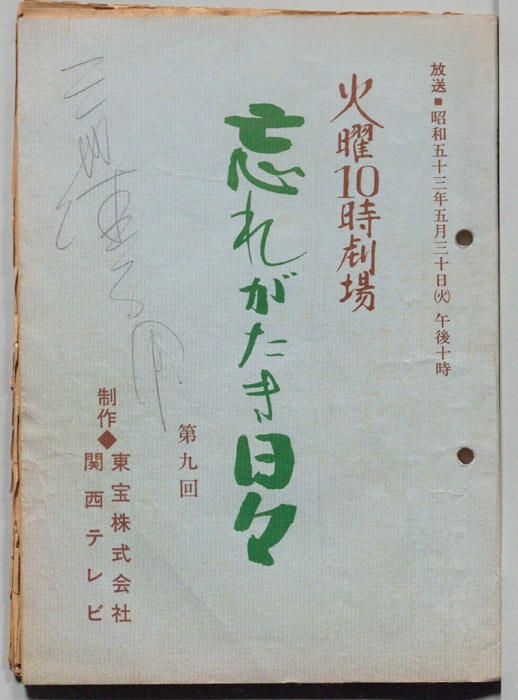 放送■昭和五十三年五月三十日㈫ 午後十時
火曜10時劇場
忘れがたき日々
第九回
制作◆東宝株式会社
関西テレビ